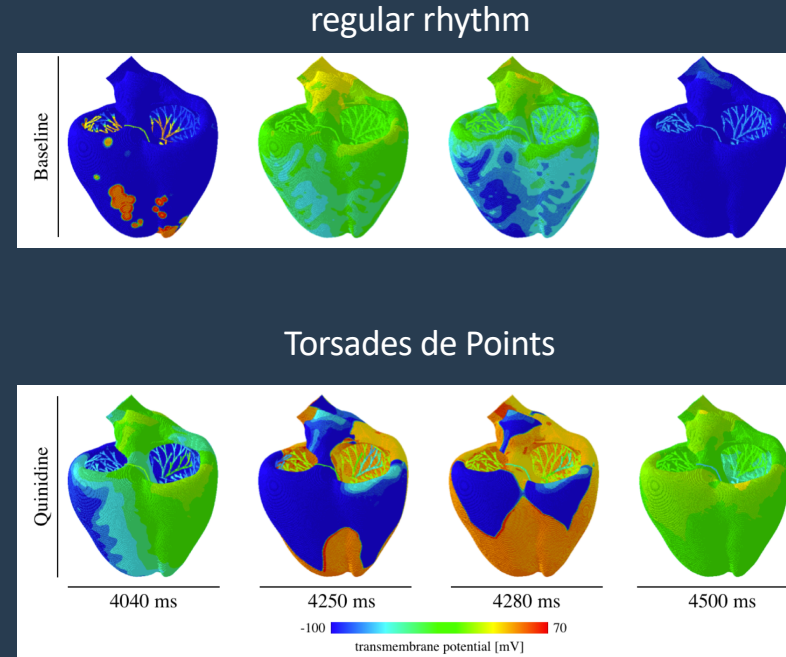 regular rhythm
Baseline
Torsades de Points
Quinidine
4040 ms
4250 ms
4280 ms
4500 ms
-100
70
transmembrane potential [mV]